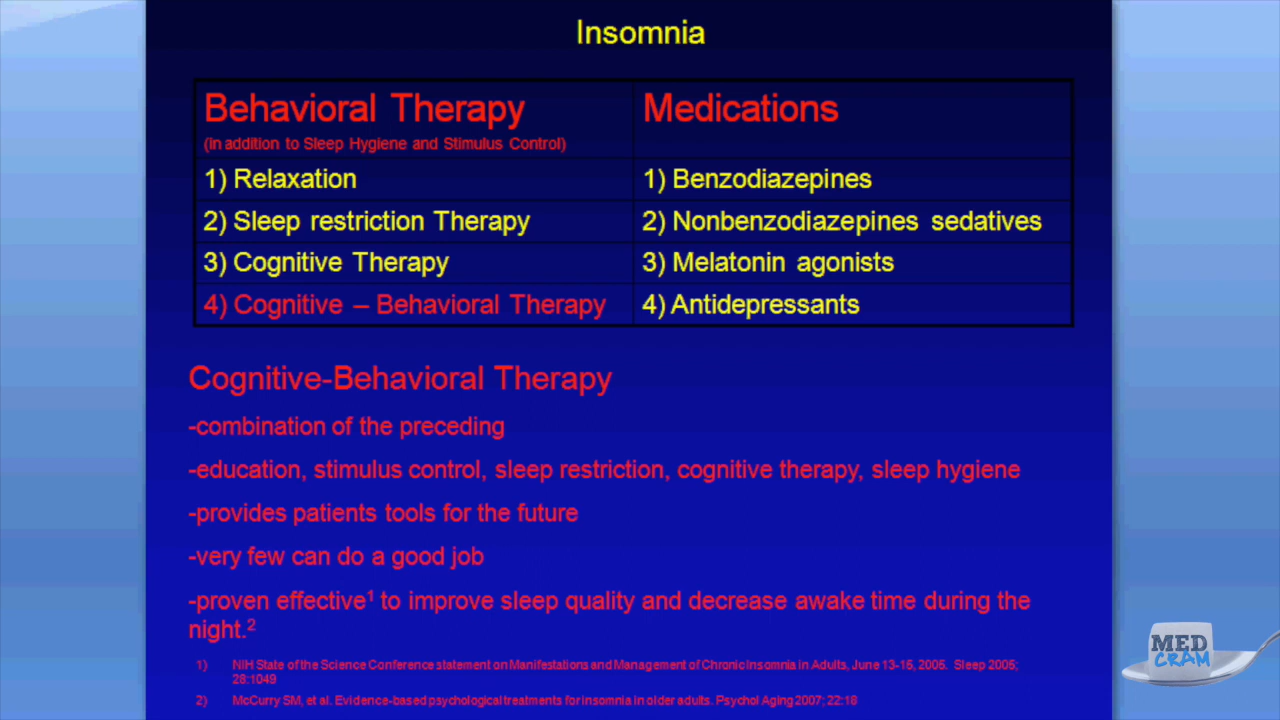 Insomnia
Behavioral Therapy
(In addition to Sleep Hygiene and Stimulus Control)
Medications
1) Relaxation
1) Benzodiazepines
2) Sleep restriction Therapy
2) Nonbenzodiazepines sedatives
3) Cognitive Therapy
3) Melatonin agonists
4) Cognitive – Behavioral Therapy
4) Antidepressants
Cognitive-Behavioral Therapy
-combination of the preceding
-education, stimulus control, sleep restriction, cognitive therapy, sleep hygiene
-provides patients tools for the future
-very few can do a good job
-proven effective¹ to improve sleep quality and decrease awake time during the
night.²
1) NIH State of the Science Conference statement on Manifestations and Management of Chronic Insomnia in Adults, June 13-15, 2005. Sleep 2005;
28:1049
2) McCurry SM, et al. Evidence-based psychological treatments for insomnia in older adults. Psychol Aging 2007; 22:18
MED
CRAM